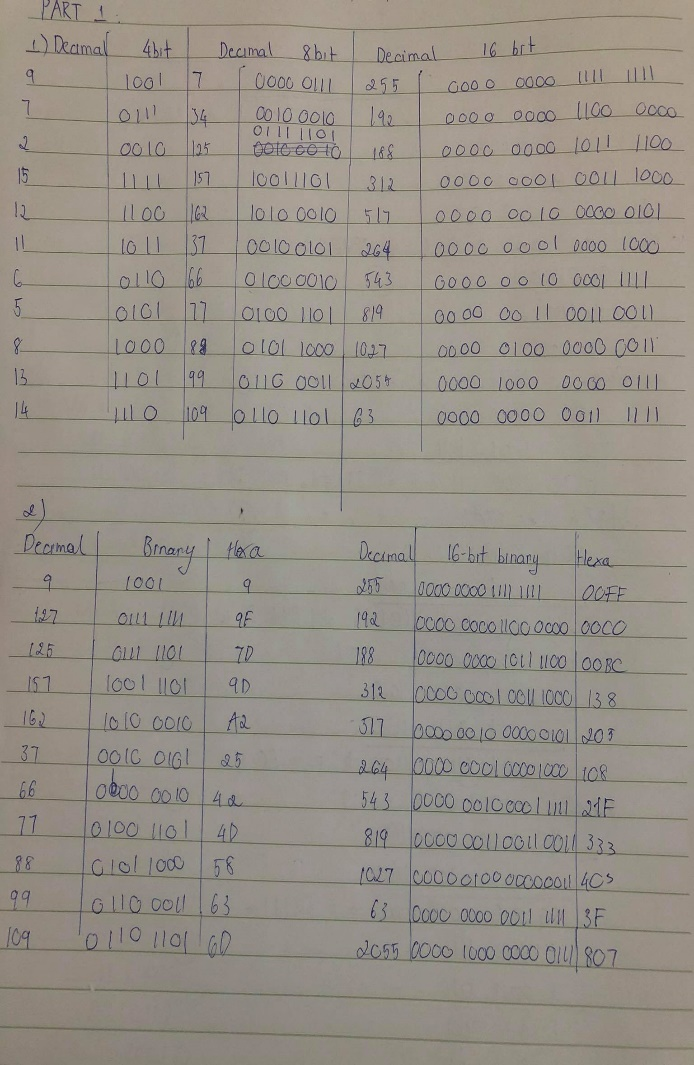 PART 1
1) Decimal 4bit Decimal 8bit Decimal 16 bit
9 1001 7 0000 0111 255 0000 0000 1111 1111
7 0111 34 0010 0010 192 0000 0000 1100 0000
0111 1101
2 0010 125 188 0000 0000 1011 1100
15 1111 157 1001 1101 312 0000 0001 0011 1000
12 1100 162 1010 0010 517 0000 0010 0000 0101
11 1011 37 0010 0101 264 0000 0001 0000 1000
6 0110 66 0100 0010 543 0000 0010 0001 1111
5 0101 77 0100 1101 819 0000 0011 0011 0011
8 1000 88 0101 1000 1027 0000 0100 0000 0011
13 1101 99 0110 0011 0000 1000 0000 0111
14 1110 109 0110 1101 63 0000 0000 0011 1111
2)
Decimal Binary Hexa Decimal 16-bit binary Hexa
9 1001 9 255 0000 0000 1111 1111 00FF
127 0111 1111 9F 192 0000 0000 1100 0000 00C0
125 0111 1101 7D 188 0000 0000 1011 1100 00BC
157 1001 1101 9D 312 0000 0001 0011 1000 138
162 1010 0010 A2 517 0000 0010 0000 0101 205
37 0010 0101 25 264 0000 0001 0000 1000 108
66 0010 42 543 0000 0010 0001 1111 21F
77 0100 1101 4D 819 0000 0011 0011 0011 333
88 0101 1000 58 1027 0000 0100 0000 0011 403
99 0110 0011 63 63 0000 0000 0011 1111 3F
109 0110 1101 6D 2055 0000 1000 0000 0111 807